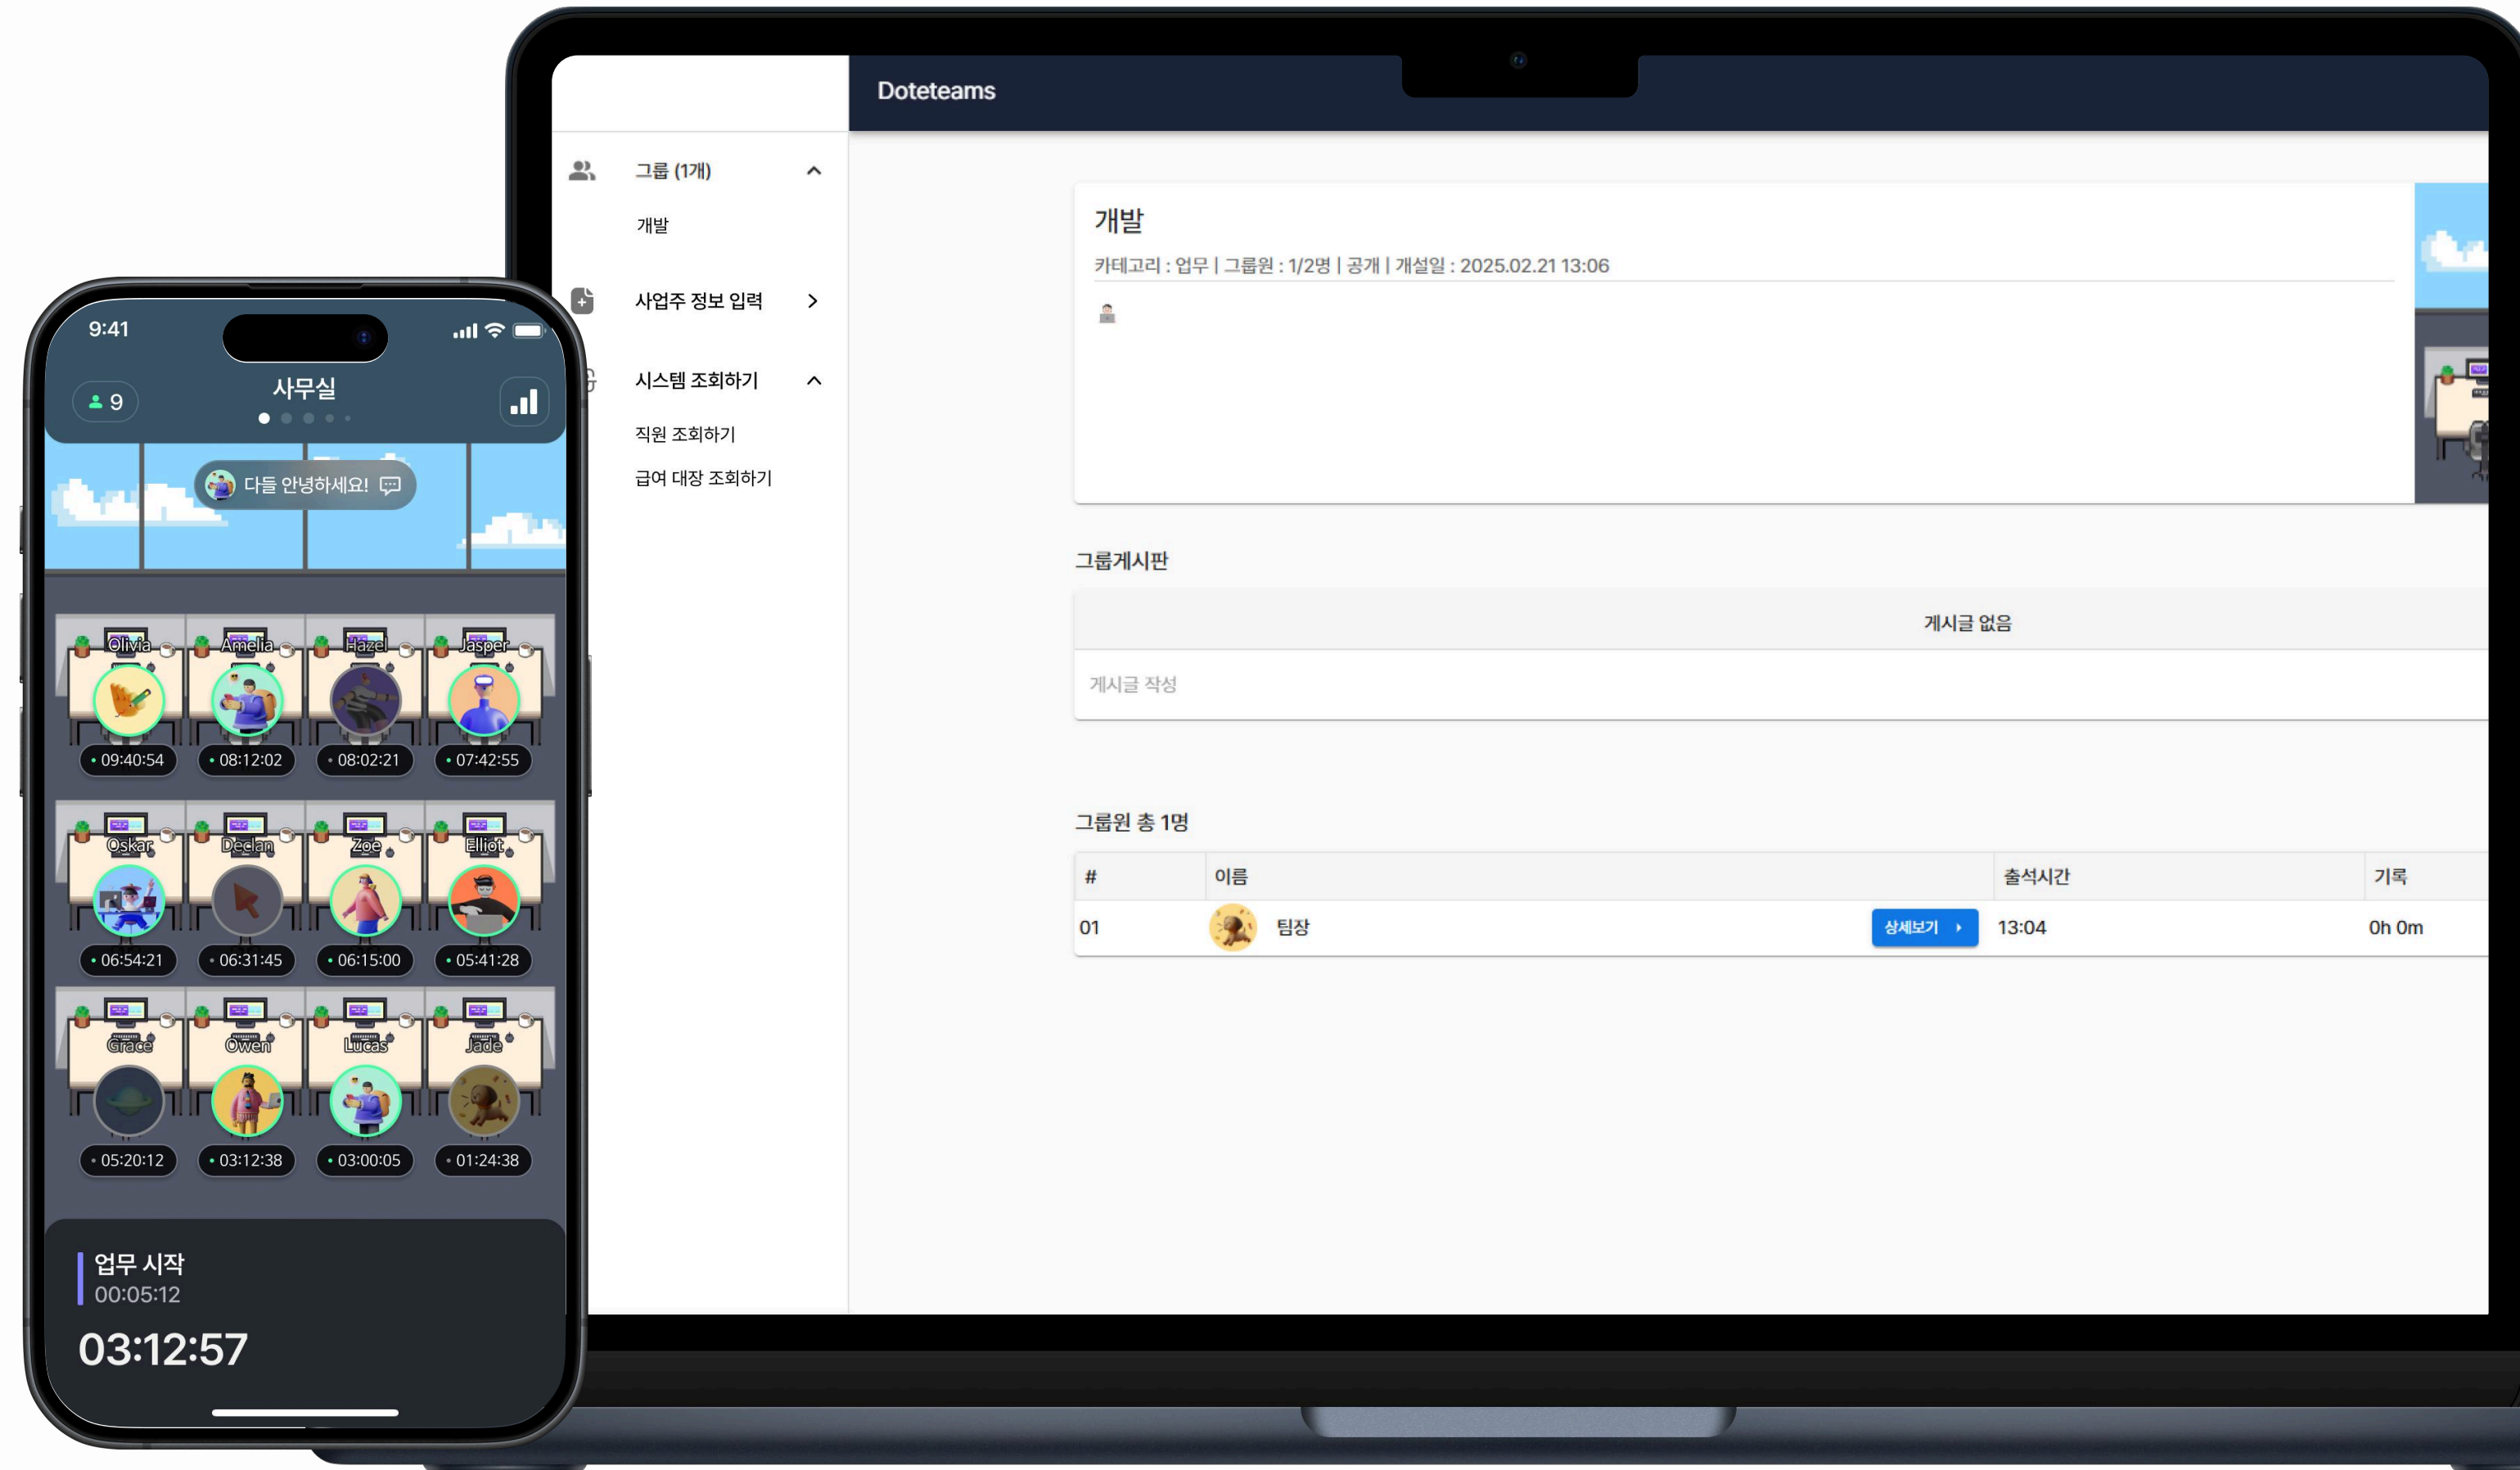 9:41
9
사무실
다들 안녕하세요!
Olivia Amelia Hazel Jasper
09:40:54 08:12:02 08:02:21 07:42:55
Oskar Declan Zoe Elliot
06:54:21 06:31:45 06:15:00 05:41:28
Grace Owen Lucas Jade
05:20:12 03:12:38 03:00:05 01:24:38
업무 시작
00:05:12
03:12:57
Doteteams
그룹 (1개)
개발
사업주 정보 입력
시스템 조회하기
직원 조회하기
급여 대장 조회하기
개발
카테고리 : 업무 | 그룹원 : 1/2명 | 공개 | 개설일 : 2025.02.21 13:06
그룹게시판
게시글 없음
게시글 작성
그룹원 총 1명
# 이름 출석시간 기록
01 팀장 상세보기 13:04 0h 0m